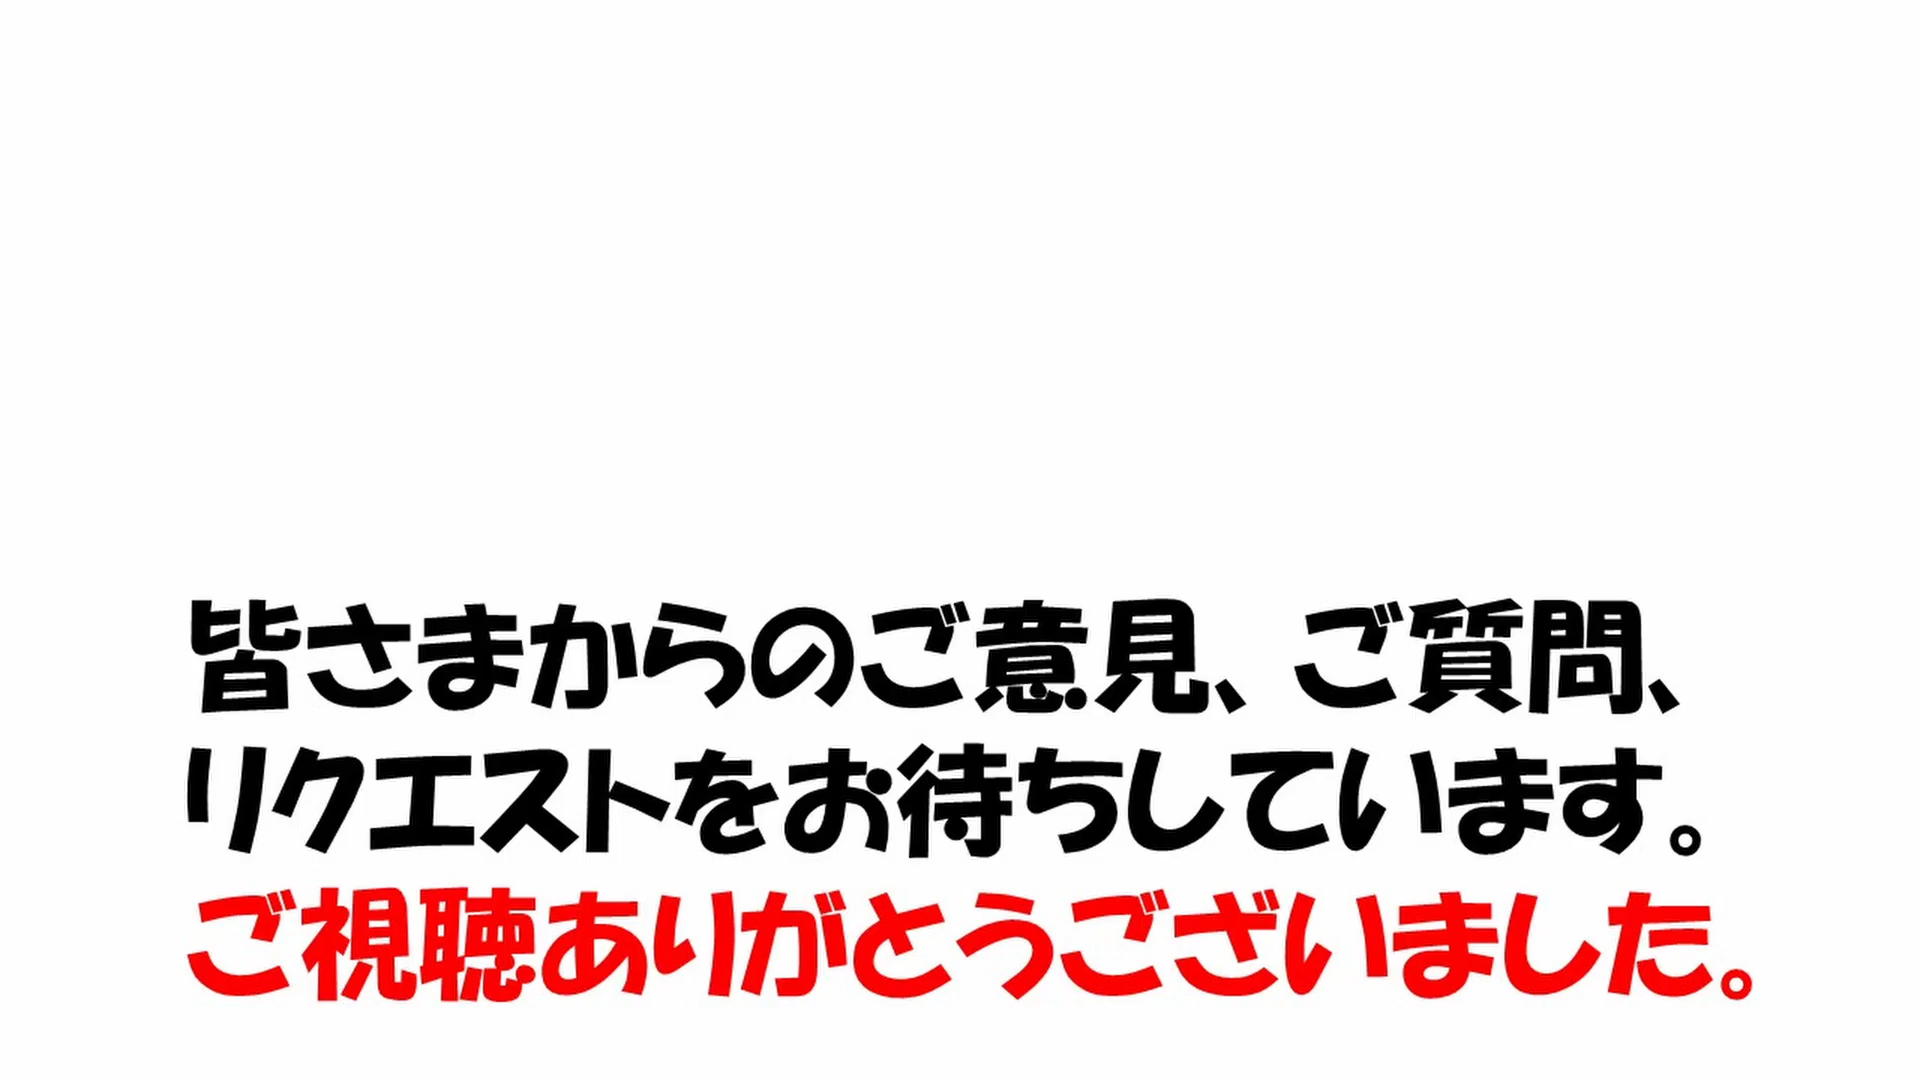 皆さまからのご意見、ご質問、
リクエストをお待ちしています。
ご視聴ありがとうございました。